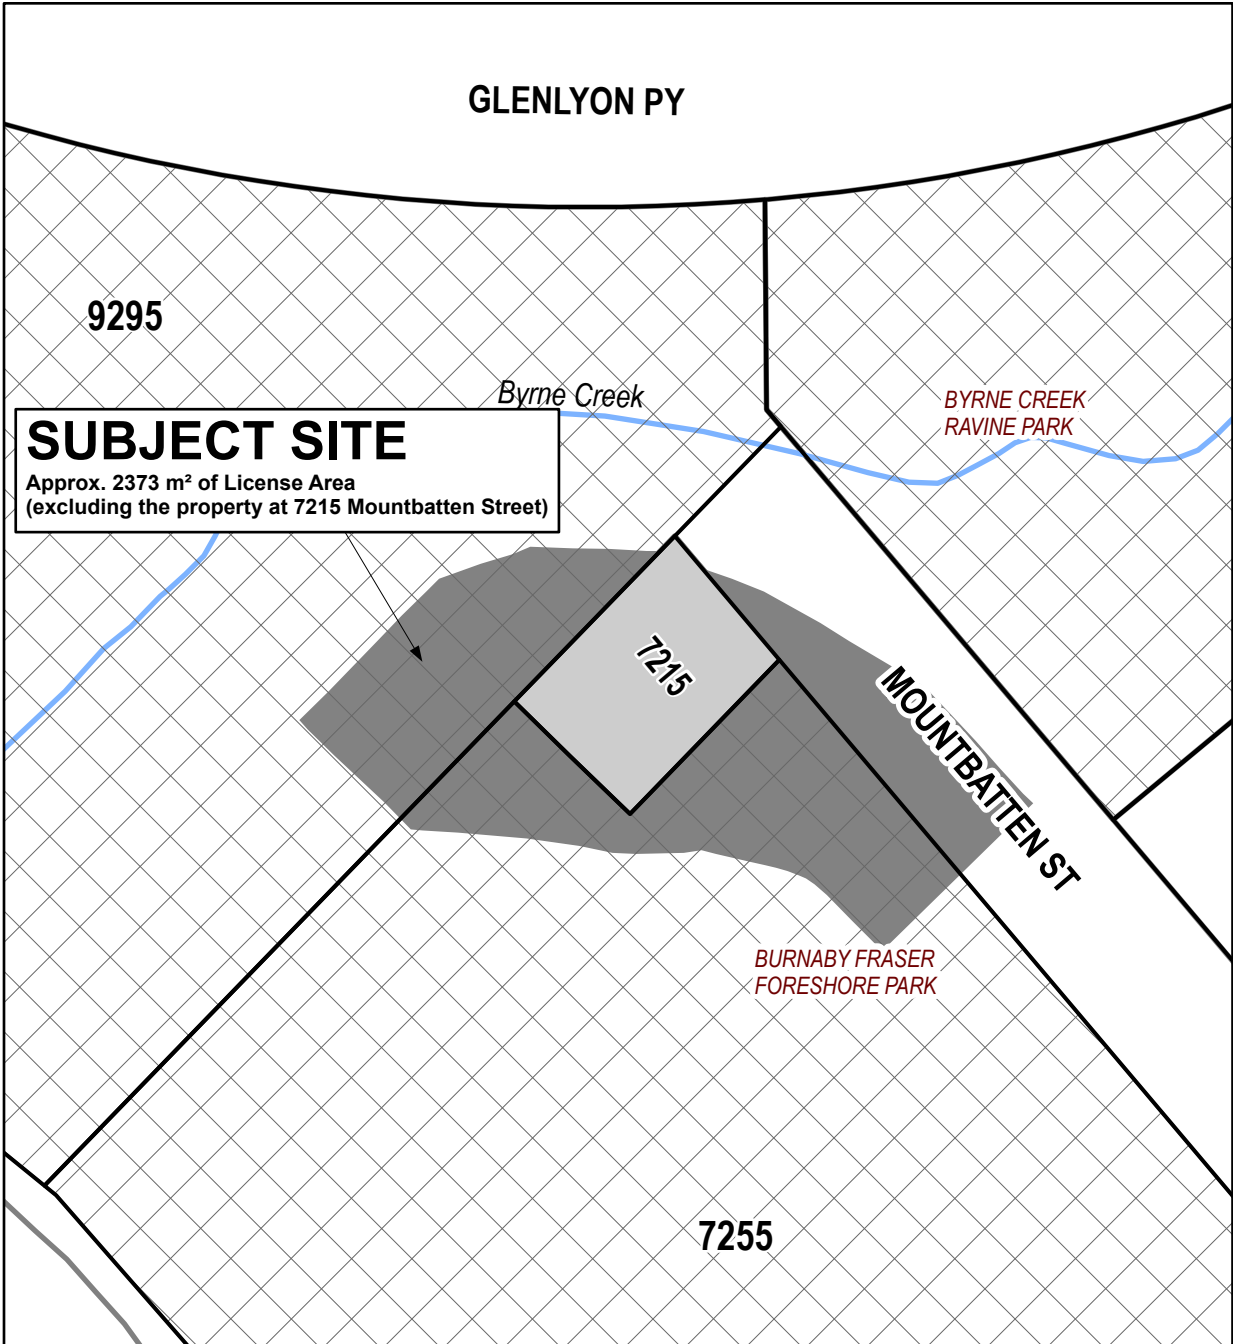 GLENLYON PY
9295
Byrne Creek
BYRNE CREEK
RAVINE PARK
SUBJECT SITE
Approx. 2373 m² of License Area
(excluding the property at 7215 Mountbatten Street)
7215
MOUNTBATTEN ST
BURNABY FRASER
FORESHORE PARK
7255